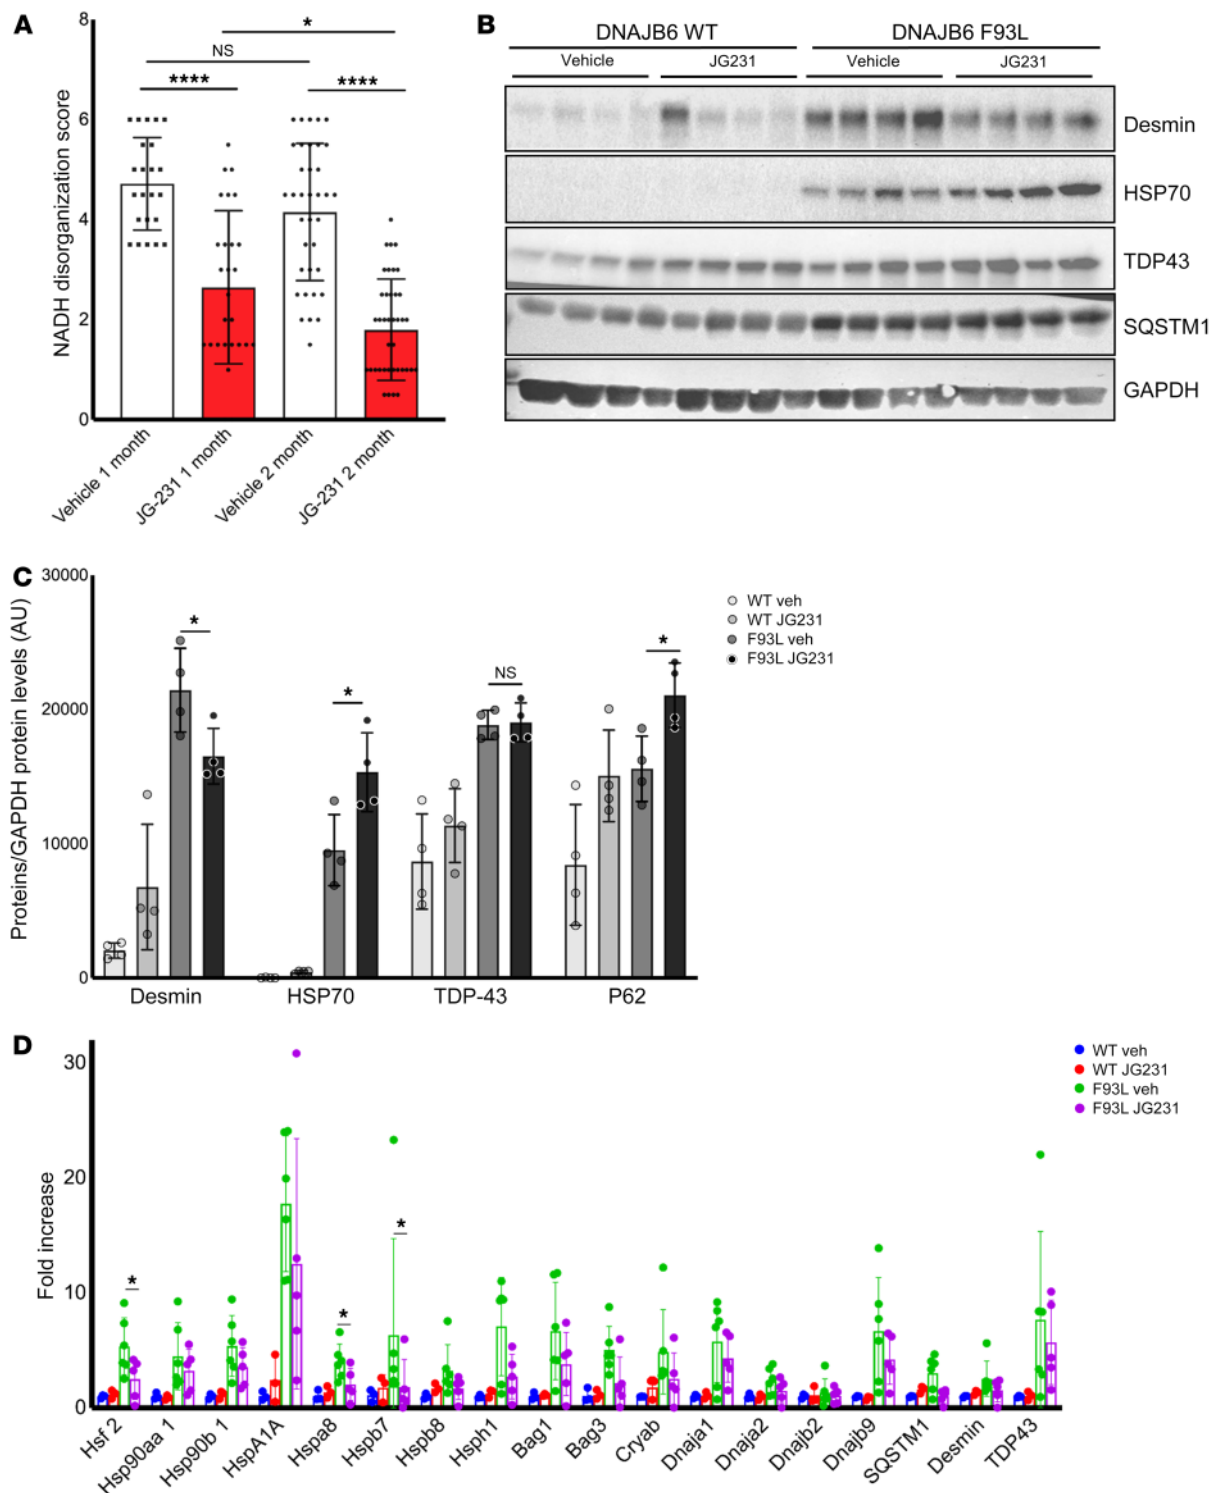 A
NADH disorganization score
8
6
4
2
0
*
NS
****
****
Vehicle 1 month
JG-231 1 month
Vehicle 2 month
JG-231 2 month
B
DNAJB6 WT
DNAJB6 F93L
Vehicle
JG231
Vehicle
JG231
Desmin
HSP70
TDP43
SQSTM1
GAPDH
C
Proteins/GAPDH protein levels (AU)
30000
20000
10000
0
*
*
NS
*
Desmin
HSP70
TDP-43
P62
WT veh
WT JG231
F93L veh
F93L JG231
D
Fold increase
30
20
10
0
*
*
*
Hsf 2
Hsp90aa 1
Hsp90b 1
HspA1A
Hspa8
Hspb7
Hspb8
Hsph1
Bag1
Bag3
Cryab
Dnaja1
Dnaja2
Dnajb2
Dnajb9
SQSTM1
Desmin
TDP43
WT veh
WT JG231
F93L veh
F93L JG231